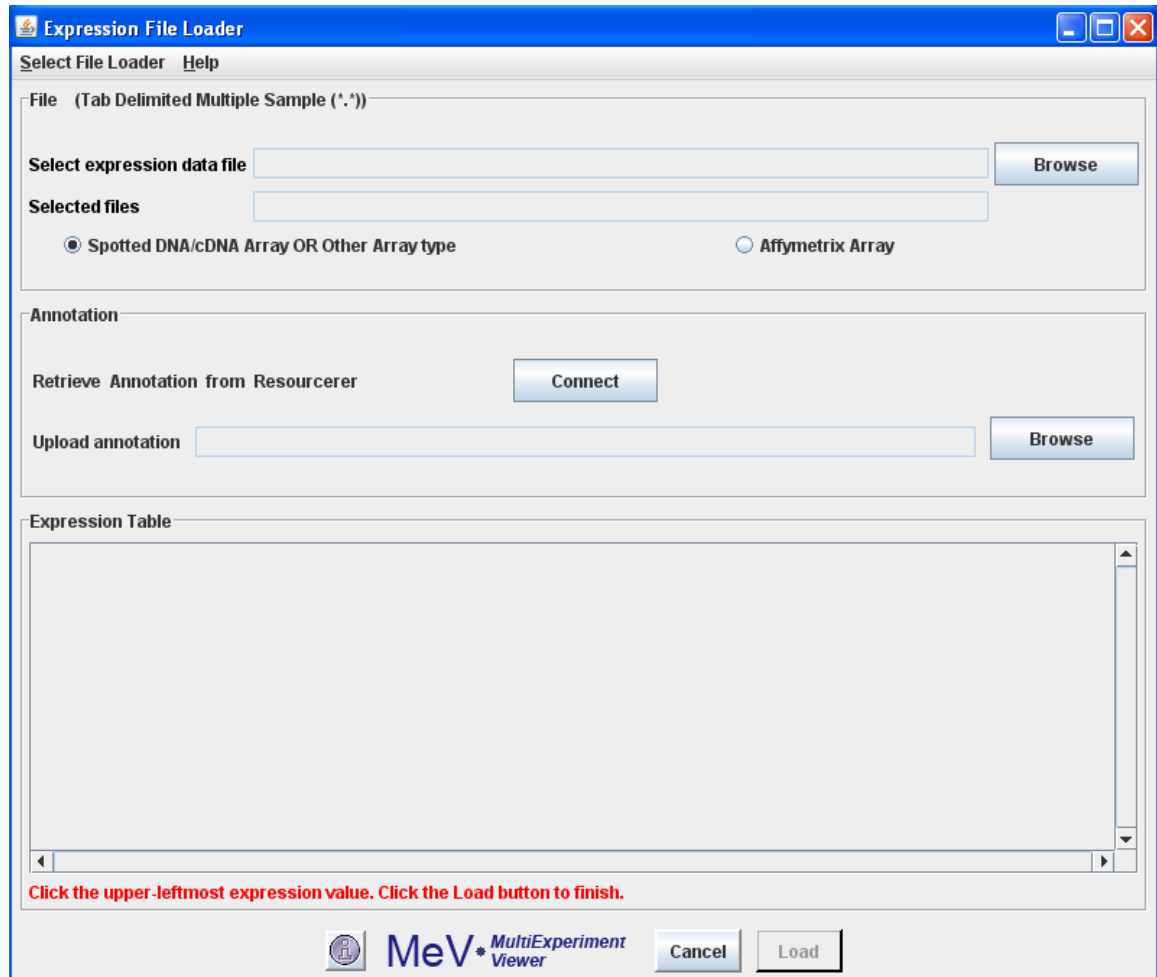 Expression File Loader
Select File Loader Help
File (Tab Delimited Multiple Sample (*.*))
Select expression data file Browse
Selected files
Spotted DNA/cDNA Array OR Other Array type Affymetrix Array
Annotation
Retrieve Annotation from Resourcerer Connect
Upload annotation Browse
Expression Table
Click the upper-leftmost expression value. Click the Load button to finish.
MeV MultiExperiment Viewer Cancel Load